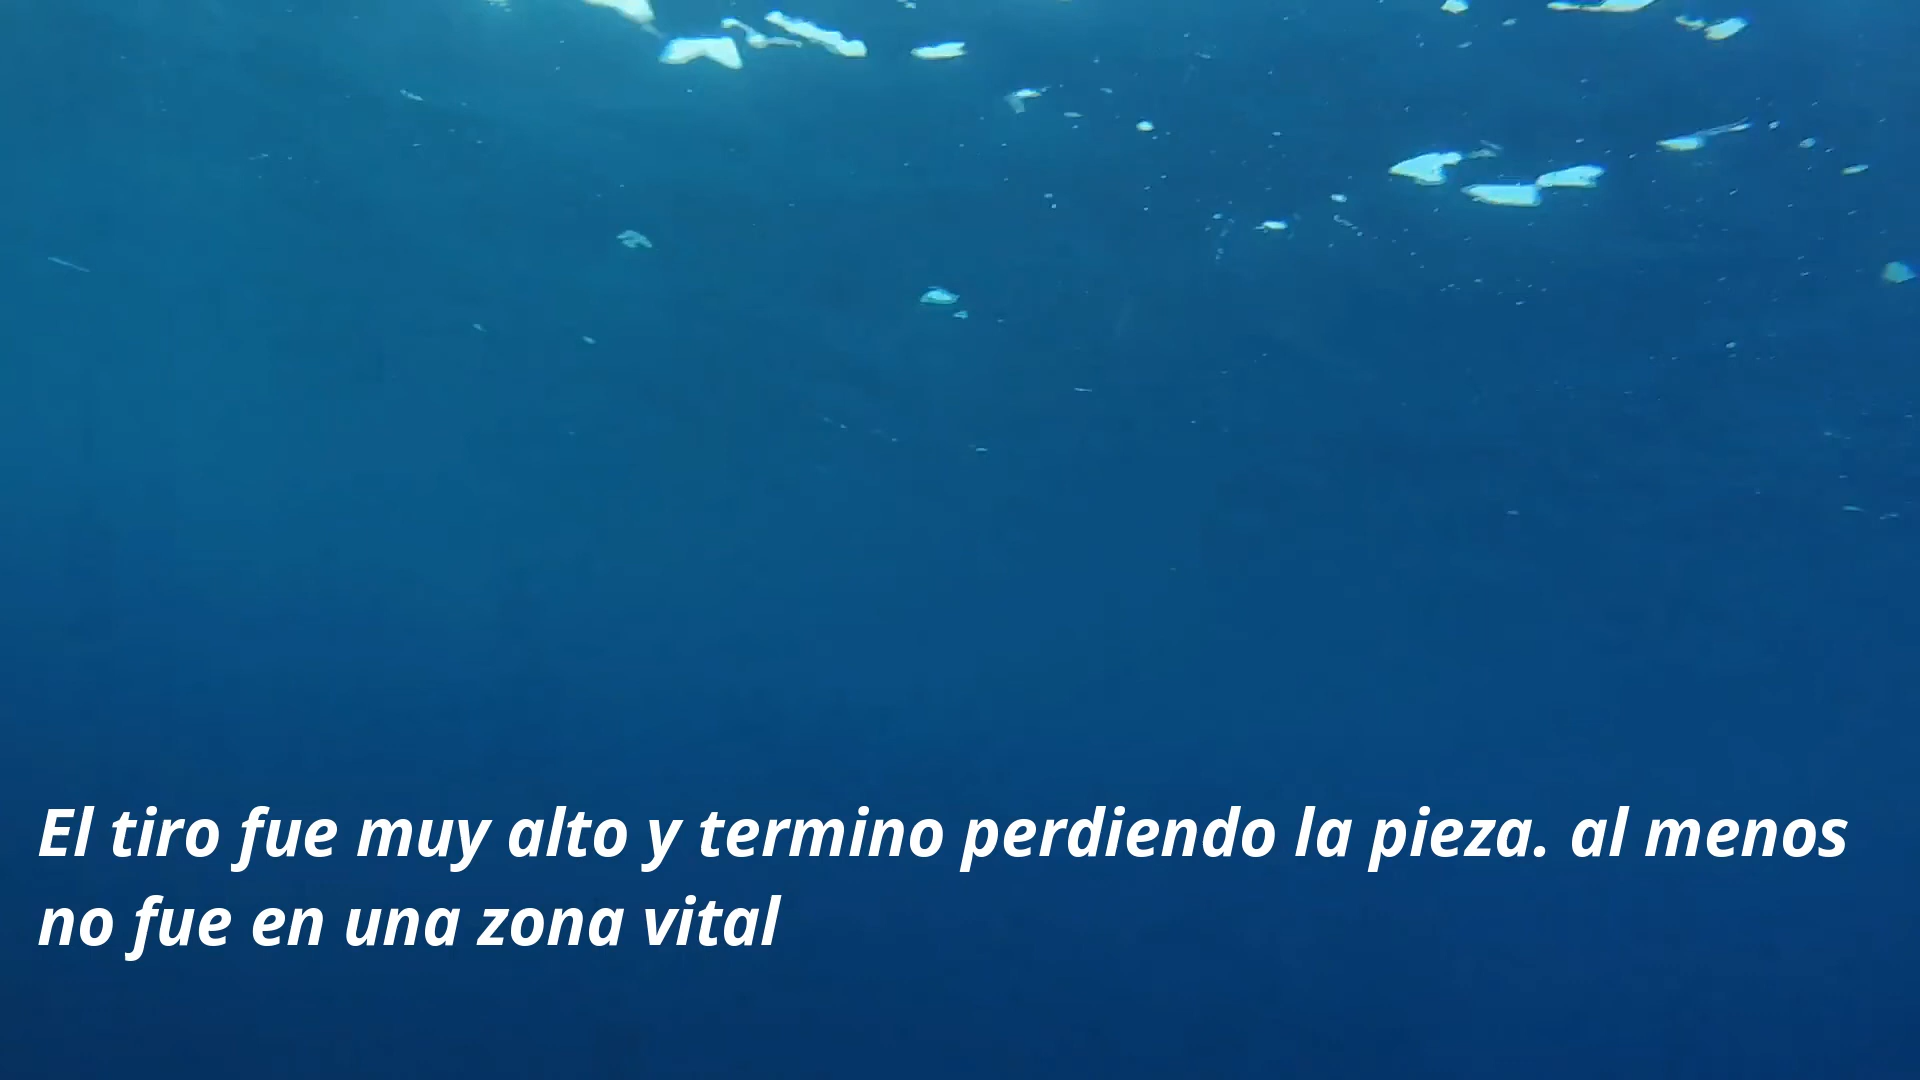 El tiro fue muy alto y termino perdiendo la pieza. al menos
no fue en una zona vital